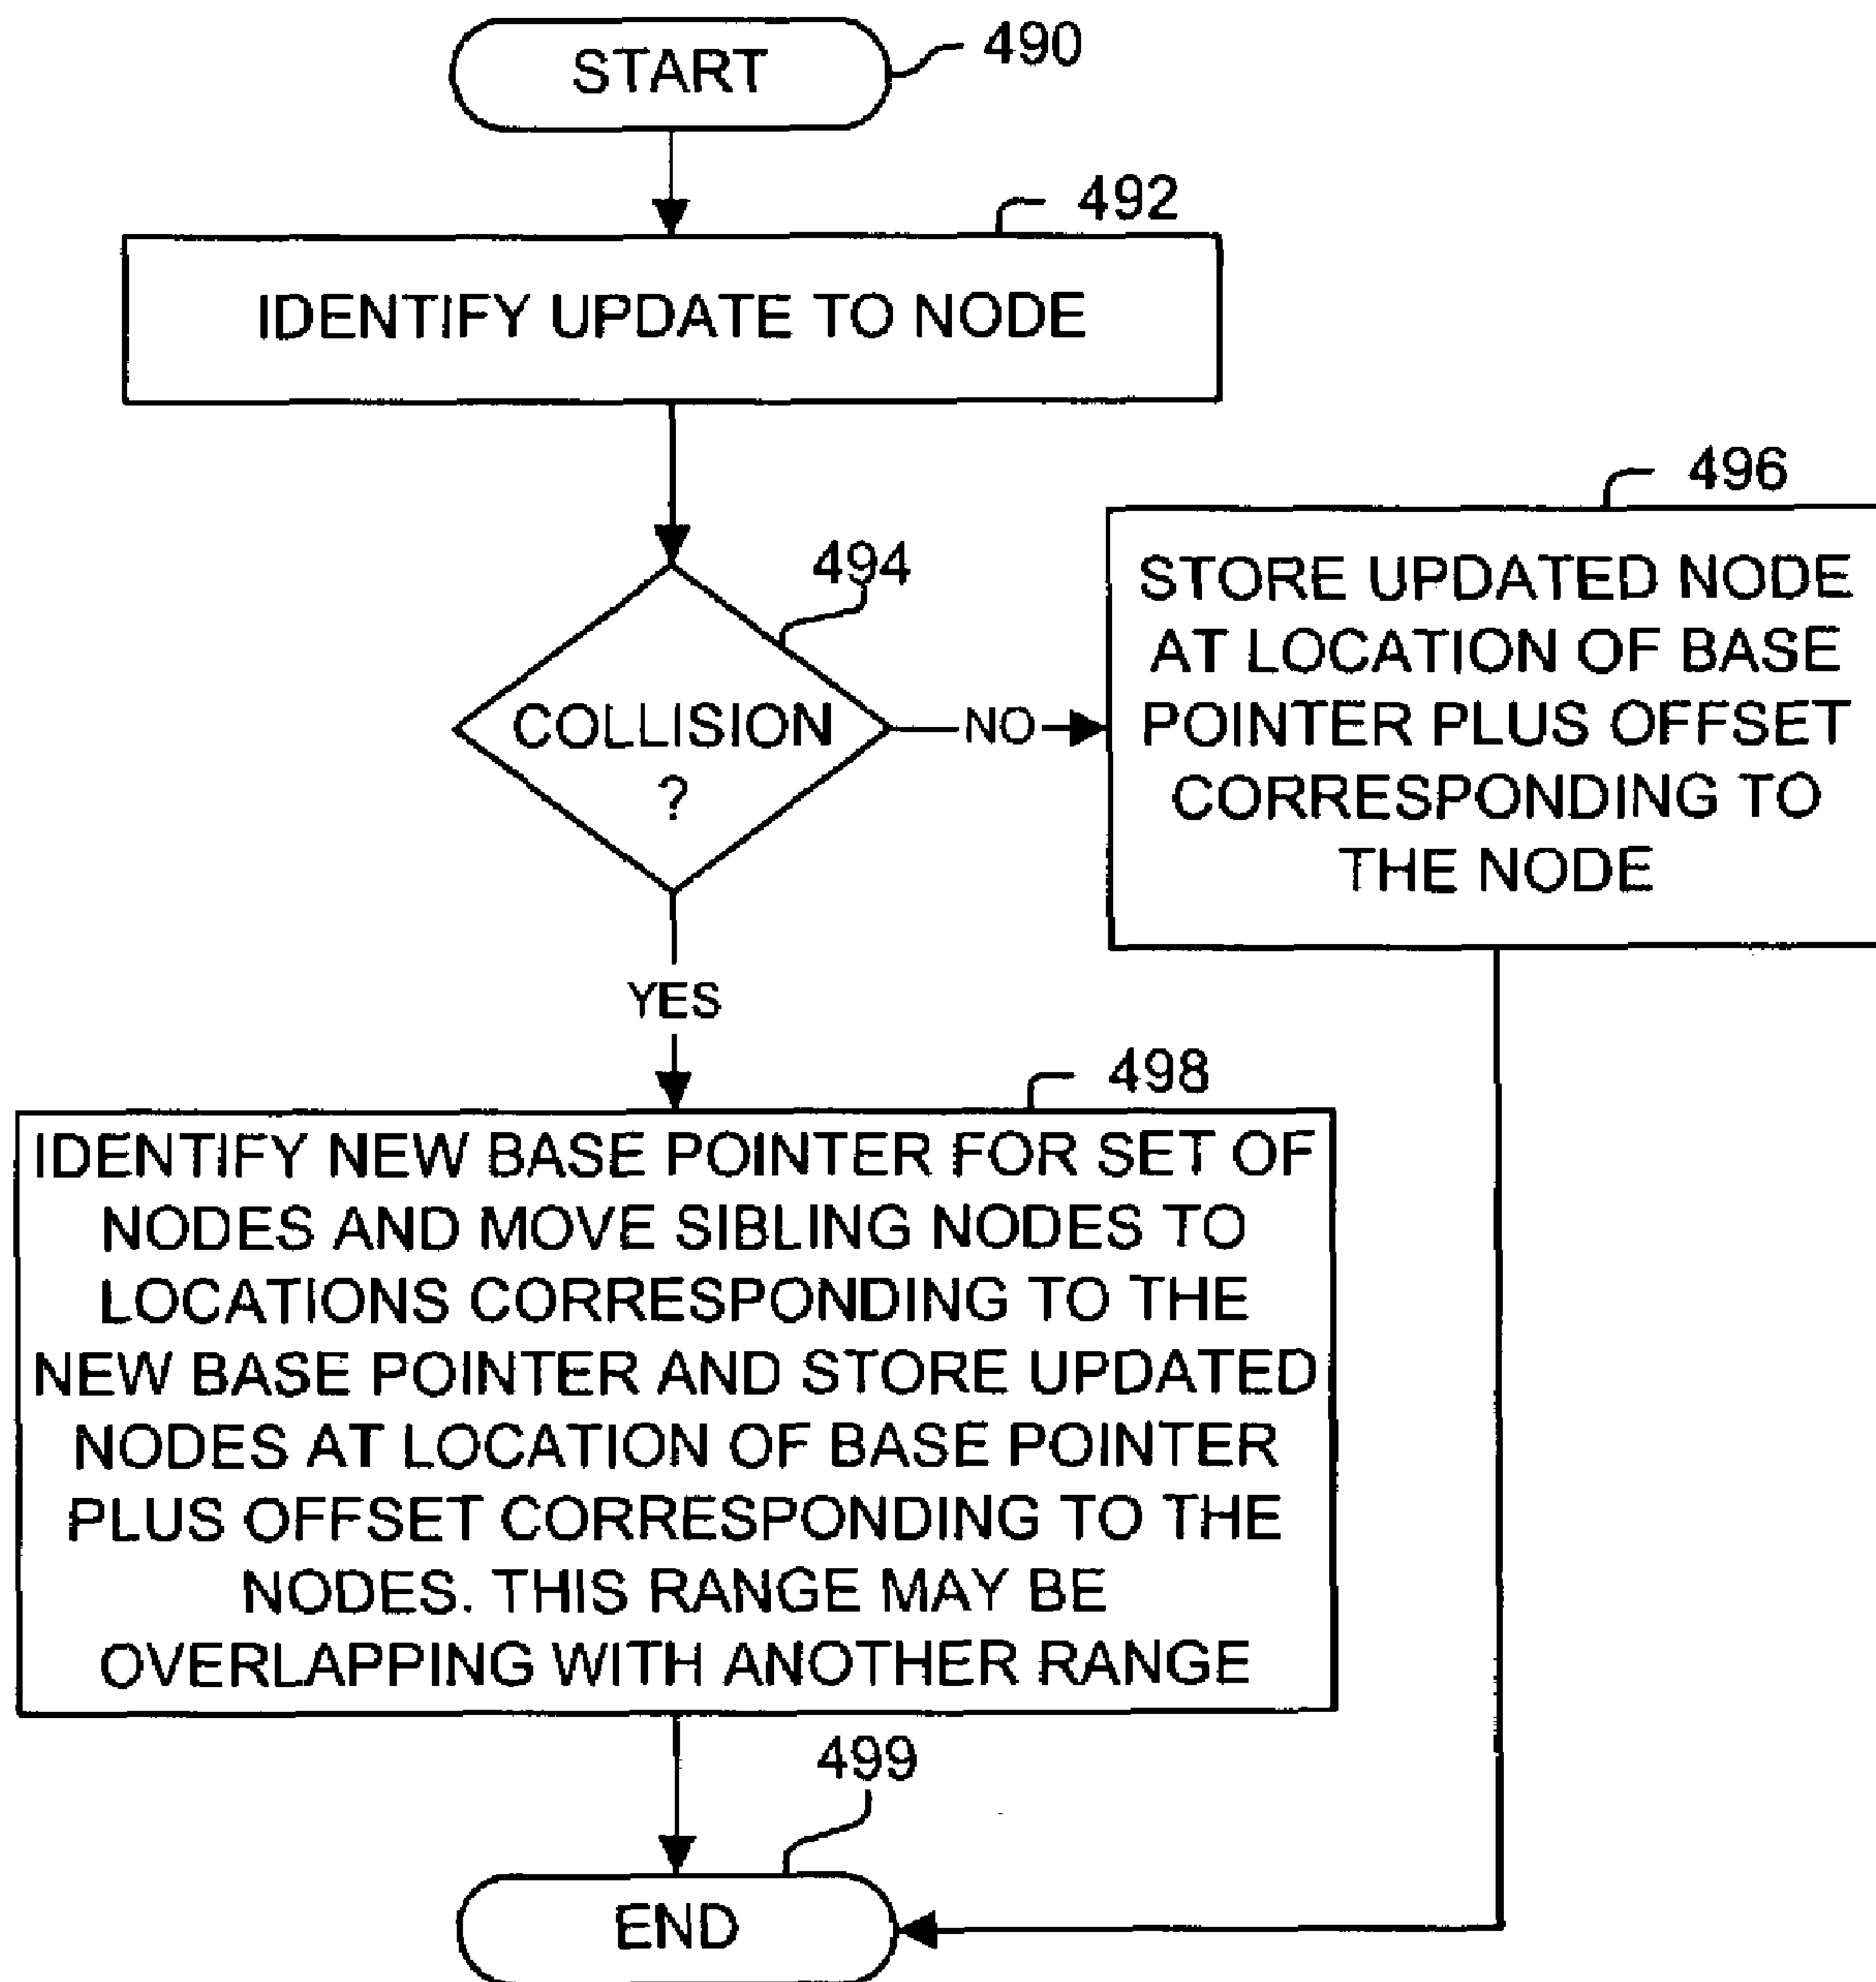 START
490
492
IDENTIFY UPDATE TO NODE
494
COLLISION
?
NO
496
STORE UPDATED NODE
AT LOCATION OF BASE
POINTER PLUS OFFSET
CORRESPONDING TO
THE NODE
YES
498
IDENTIFY NEW BASE POINTER FOR SET OF
NODES AND MOVE SIBLING NODES TO
LOCATIONS CORRESPONDING TO THE
NEW BASE POINTER AND STORE UPDATED
NODES AT LOCATION OF BASE POINTER
PLUS OFFSET CORRESPONDING TO THE
NODES. THIS RANGE MAY BE
OVERLAPPING WITH ANOTHER RANGE
499
END